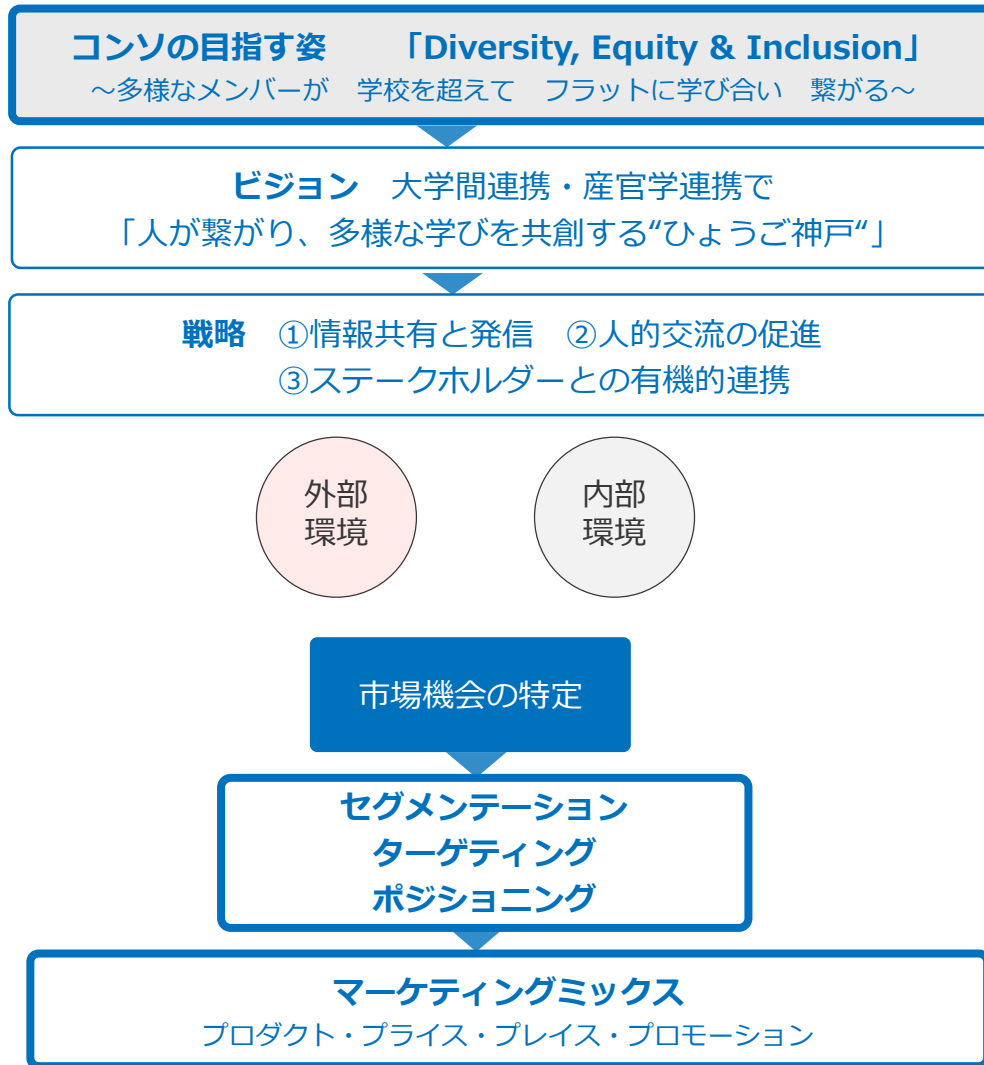 コンソの目指す姿　　「Diversity, Equity & Inclusion」
～多様なメンバーが　学校を超えて　フラットに学び合い　繋がる～
ビジョン　大学間連携・産官学連携で
「人が繋がり、多様な学びを共創する“ひょうご神戸“」
戦略　①情報共有と発信　②人的交流の促進
③ステークホルダーとの有機的連携
外部
環境
内部
環境
市場機会の特定
セグメンテーション
ターゲティング
ポジショニング
マーケティングミックス
プロダクト・プライス・プレイス・プロモーション